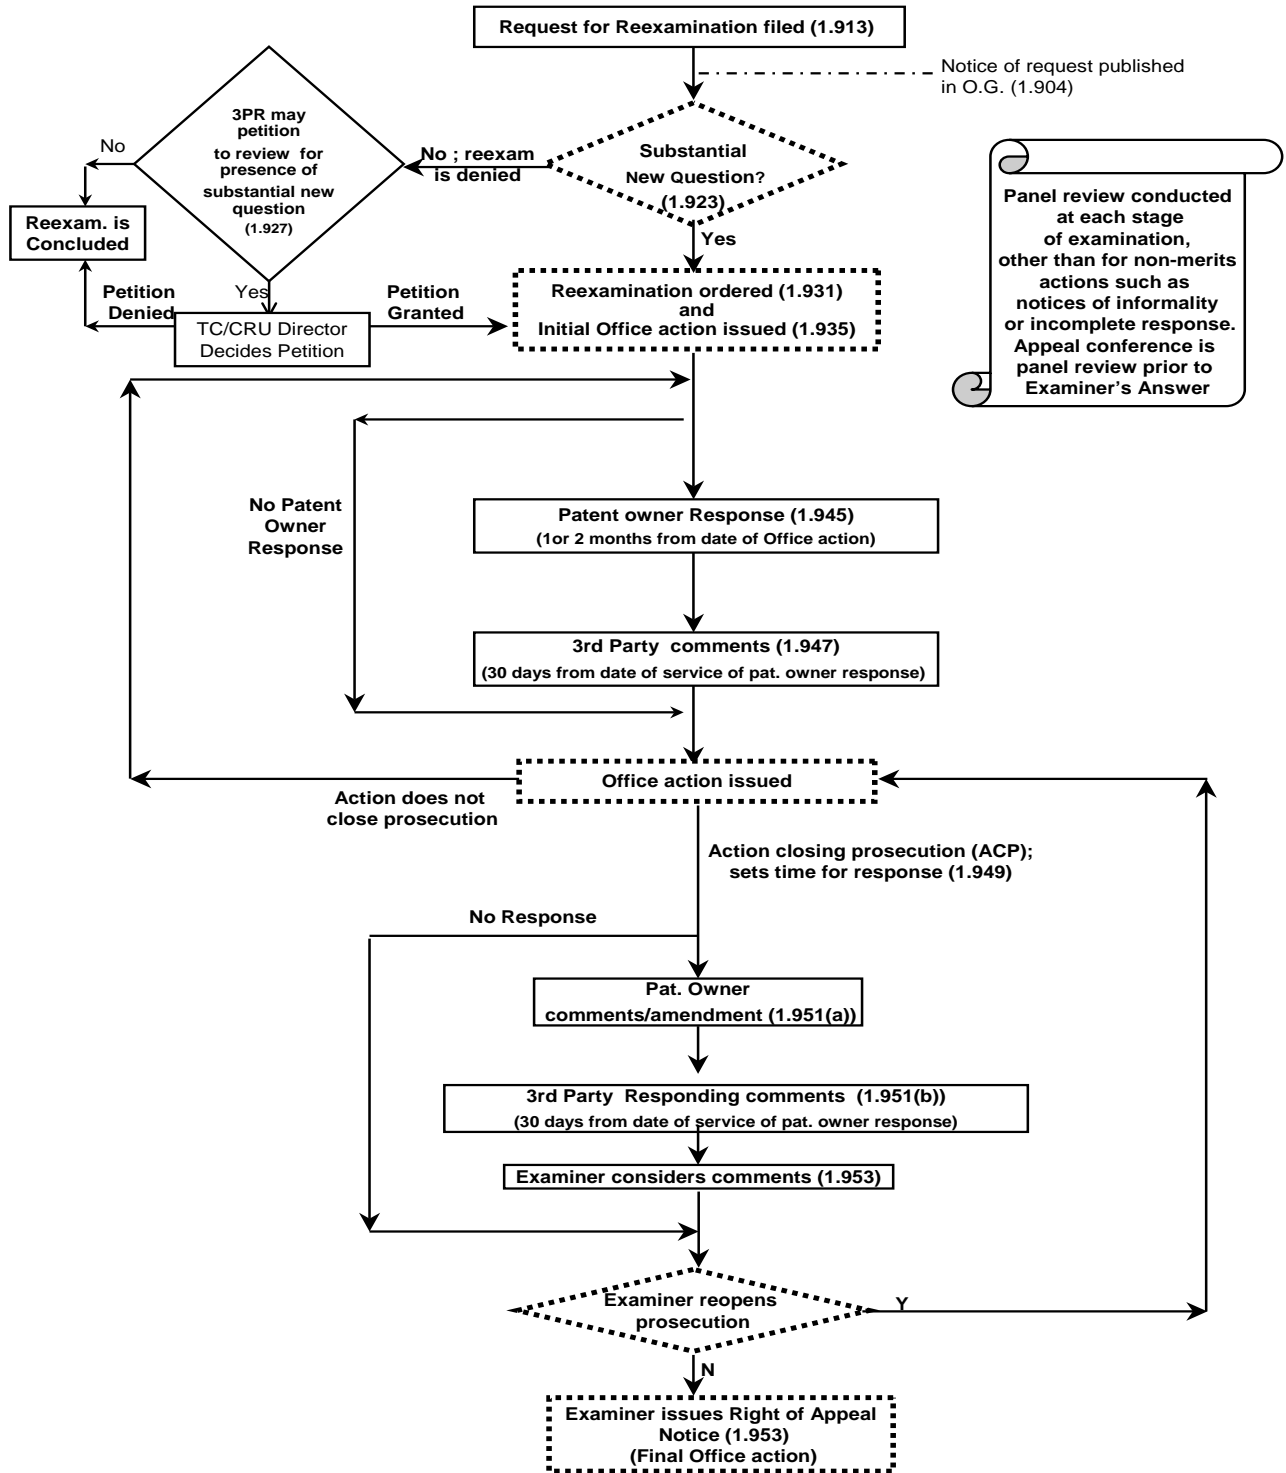 Request for Reexamination filed (1.913)
Notice of request published
in O.G. (1.904)
3PR may
petition
to review for
presence of
substantial new
question
(1.927)
No
No ; reexam
is denied
Substantial
New Question?
(1.923)
Reexam. is
Concluded
Yes
Panel review conducted
at each stage
of examination,
other than for non-merits
actions such as
notices of informality
or incomplete response.
Appeal conference is
panel review prior to
Examiner's Answer
Petition
Denied
Yes
TC/CRU Director
Decides Petition
Petition
Granted
Reexamination ordered (1.931)
and
Initial Office action issued (1.935)
No Patent
Owner
Response
Patent owner Response (1.945)
(1or 2 months from date of Office action)
3rd Party comments (1.947)
(30 days from date of service of pat. owner response)
Office action issued
Action does not
close prosecution
Action closing prosecution (ACP);
sets time for response (1.949)
No Response
Pat. Owner
comments/amendment (1.951(a))
3rd Party Responding comments (1.951(b))
(30 days from date of service of pat. owner response)
Examiner considers comments (1.953)
Examiner reopens
prosecution
Y
N
Examiner issues Right of Appeal
Notice (1.953)
(Final Office action)